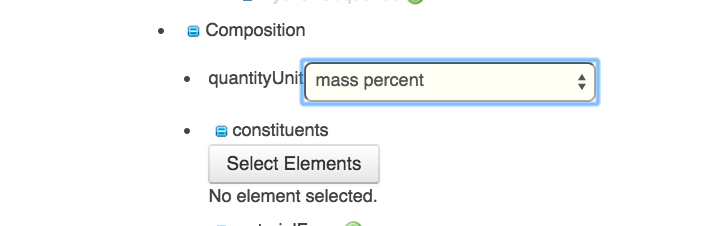 Composition
quantityUnit mass percent
constituents
Select Elements
No element selected.